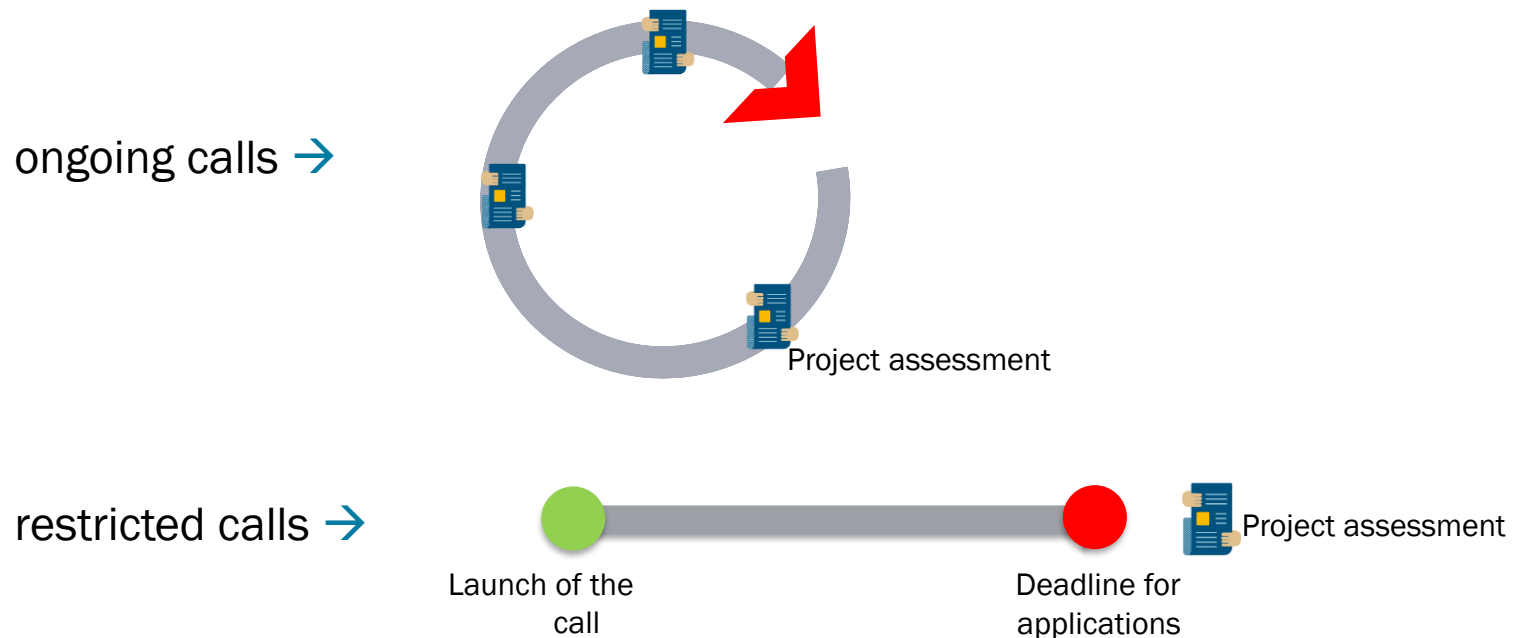 ongoing calls →
Project assessment
restricted calls →
Project assessment
Launch of the
call
Deadline for
applications